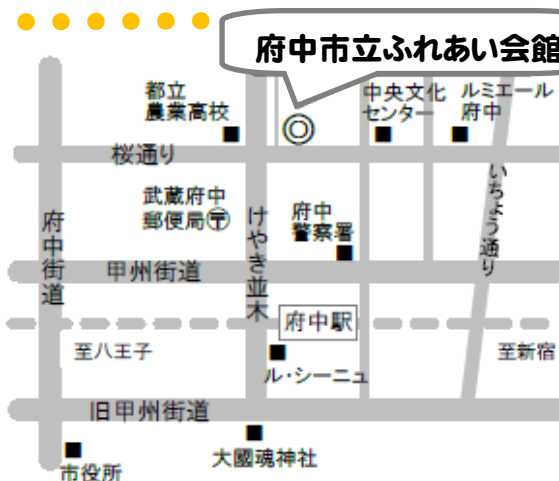 府中市立ふれあい会館
都立
農業高校
中央文化
センター
ルミエール
府中
桜通り
武蔵府中
郵便局〒
府中
警察署
いちょう通り
府中街道
けやき並木
甲州街道
府中駅
至八王子
至新宿
ル・シーニュ
旧甲州街道
市役所
大國魂神社